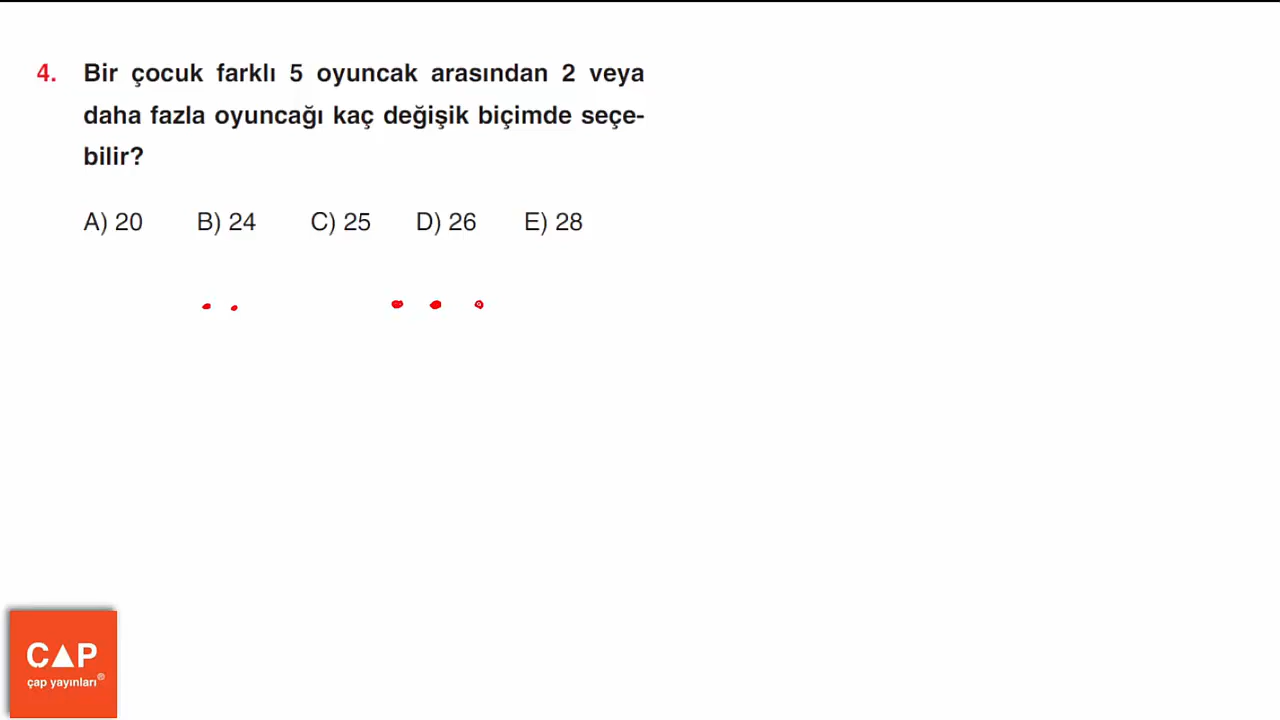 4. Bir çocuk farklı 5 oyuncak arasından 2 veya
daha fazla oyuncağı kaç değişik biçimde seçe-
bilir?
A) 20 B) 24 C) 25 D) 26 E) 28
CAP
çap yayınları®